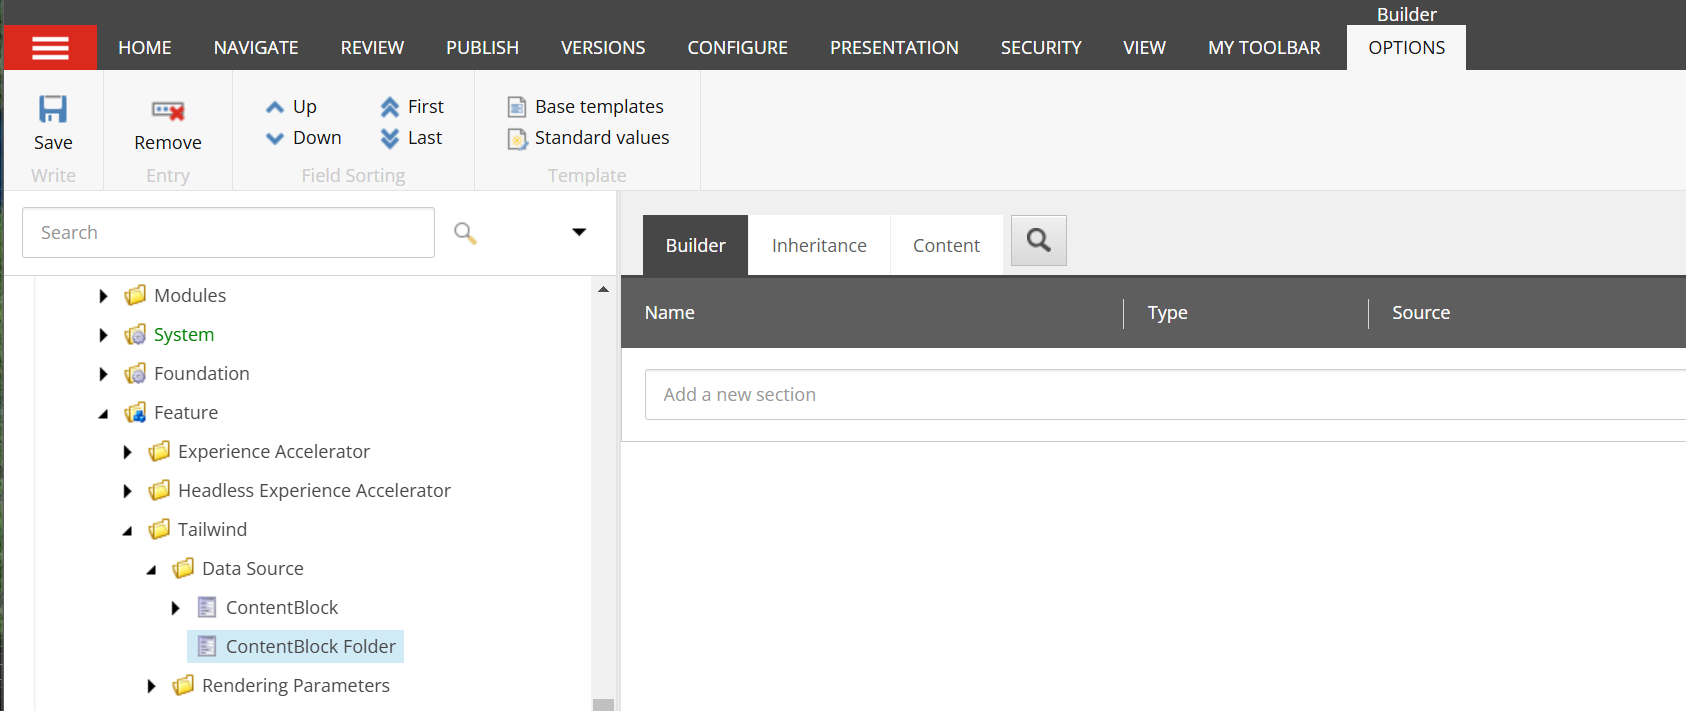 Builder
HOME NAVIGATE REVIEW PUBLISH VERSIONS CONFIGURE PRESENTATION SECURITY VIEW MY TOOLBAR OPTIONS
Up First Base templates
Save Remove Down Last Standard values
Write Entry Field Sorting Template
Search
Builder Inheritance Content
Name Type Source
Add a new section
Modules
System
Foundation
Feature
Experience Accelerator
Headless Experience Accelerator
Tailwind
Data Source
ContentBlock
ContentBlock Folder
Rendering Parameters